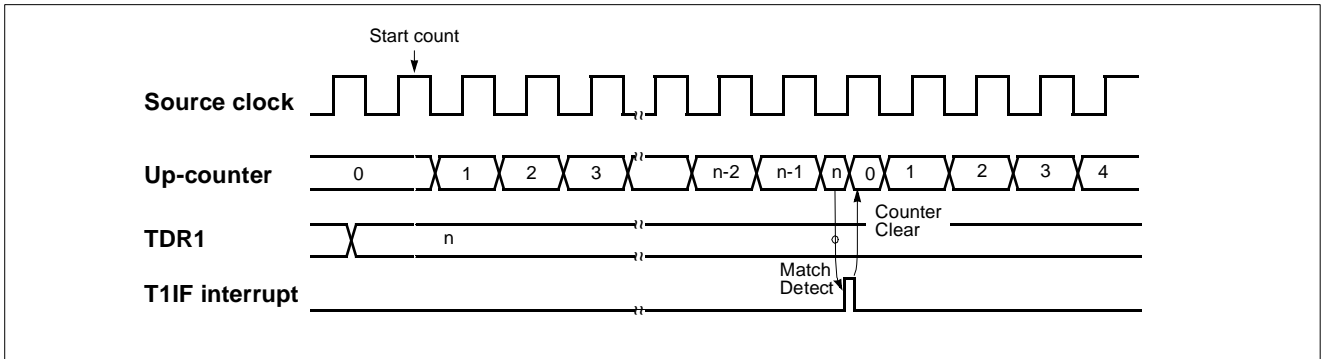 Start count
Source clock
Up-counter
0 1 2 3 n-2 n-1 n 0 1 2 3 4
Counter
Clear
TDR1
n
Match
Detect
T1IF interrupt